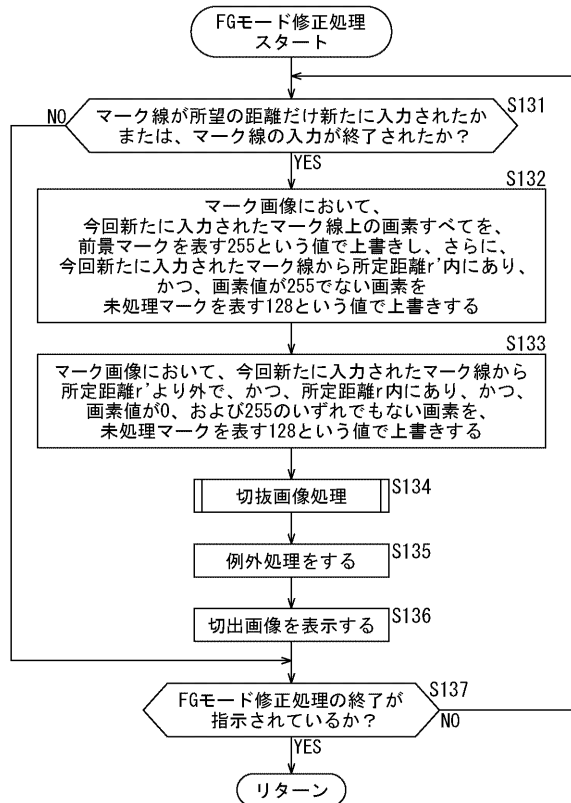 FGモード修正処理
スタート
マーク線が所望の距離だけ新たに入力されたか
または、マーク線の入力が終了されたか？
S131
NO
YES
S132
マーク画像において、
今回新たに入力されたマーク線上の画素すべてを、
前景マークを表す255という値で上書きし、さらに、
今回新たに入力されたマーク線から所定距離r'内にあり、
かつ、画素値が255でない画素を
未処理マークを表す128という値で上書きする
S133
マーク画像において、今回新たに入力されたマーク線から
所定距離r'より外で、かつ、所定距離r内にあり、かつ、
画素値が0、および255のいずれでもない画素を、
未処理マークを表す128という値で上書きする
切抜画像処理
S134
例外処理をする
S135
切出画像を表示する
S136
FGモード修正処理の終了が
指示されているか？
S137
NO
YES
リターン